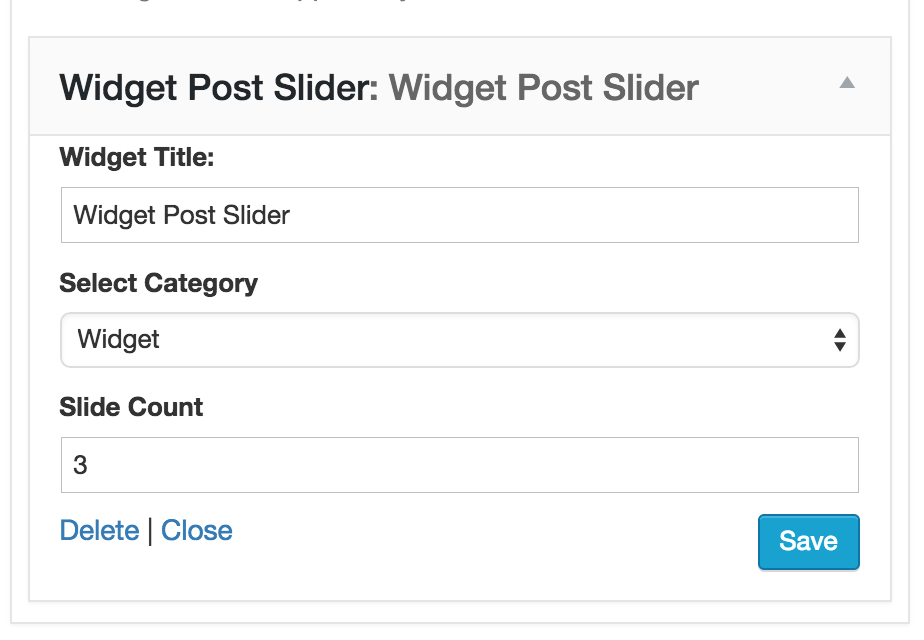 Widget Post Slider: Widget Post Slider
Widget Title:
Widget Post Slider
Select Category
Widget
Slide Count
3
Delete | Close
Save